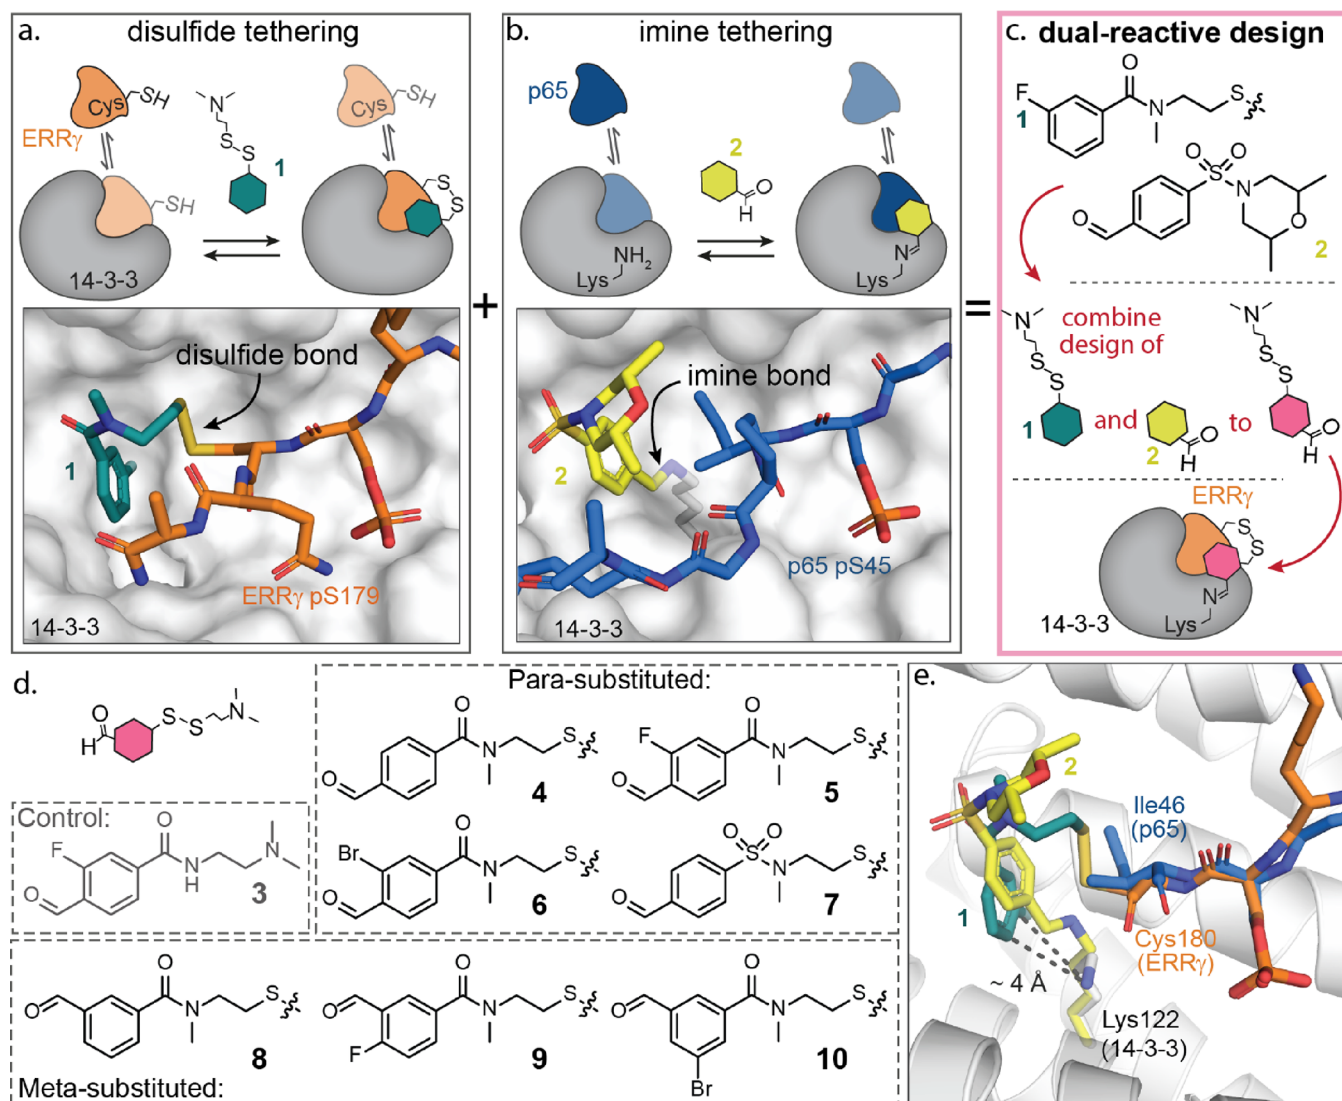 a.
disulfide tethering
Cys
SH
ERRγ
N
S
S
1
SH
14-3-3
SH
S
S
disulfide bond
O
N
1
ERRγ pS179
14-3-3
+
b.
imine tethering
p65
2
O
H
NH2
Lys
N
Lys
imine bond
2
p65 pS45
14-3-3
=
c. dual-reactive design
F
1
O
N
S
O
O
S
N
O
O
2
N
S
S
1
combine
design of
and
2
O
H
to
N
S
S
O
H
ERRγ
S
S
N
14-3-3
Lys
d.
O
H
S
S
N
Control:
F
O
O
NH
N
3
Para-substituted:
O
O
N
S
4
F
O
O
N
S
5
Br
O
O
N
S
6
O
O
O
S
N
S
7
O
O
N
S
8
O
F
O
N
S
9
O
Br
O
N
S
10
Meta-substituted:
e.
2
Ile46
(p65)
1
Cys180
(ERRγ)
~ 4 Å
Lys122
(14-3-3)